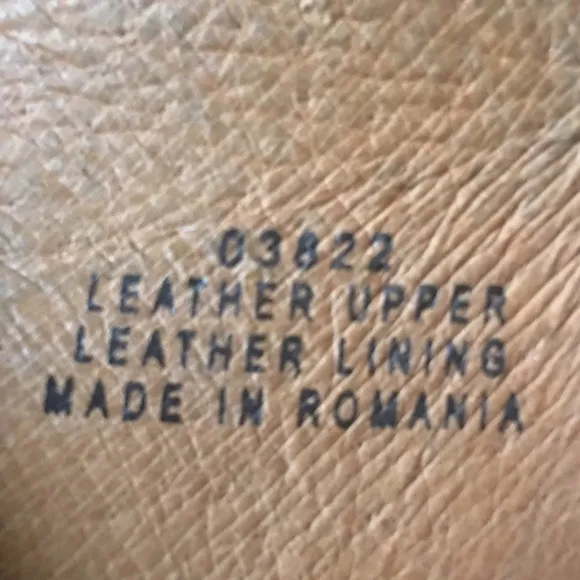 03822
LEATHER UPPER
LEATHER LINING
MADE IN ROMANIA